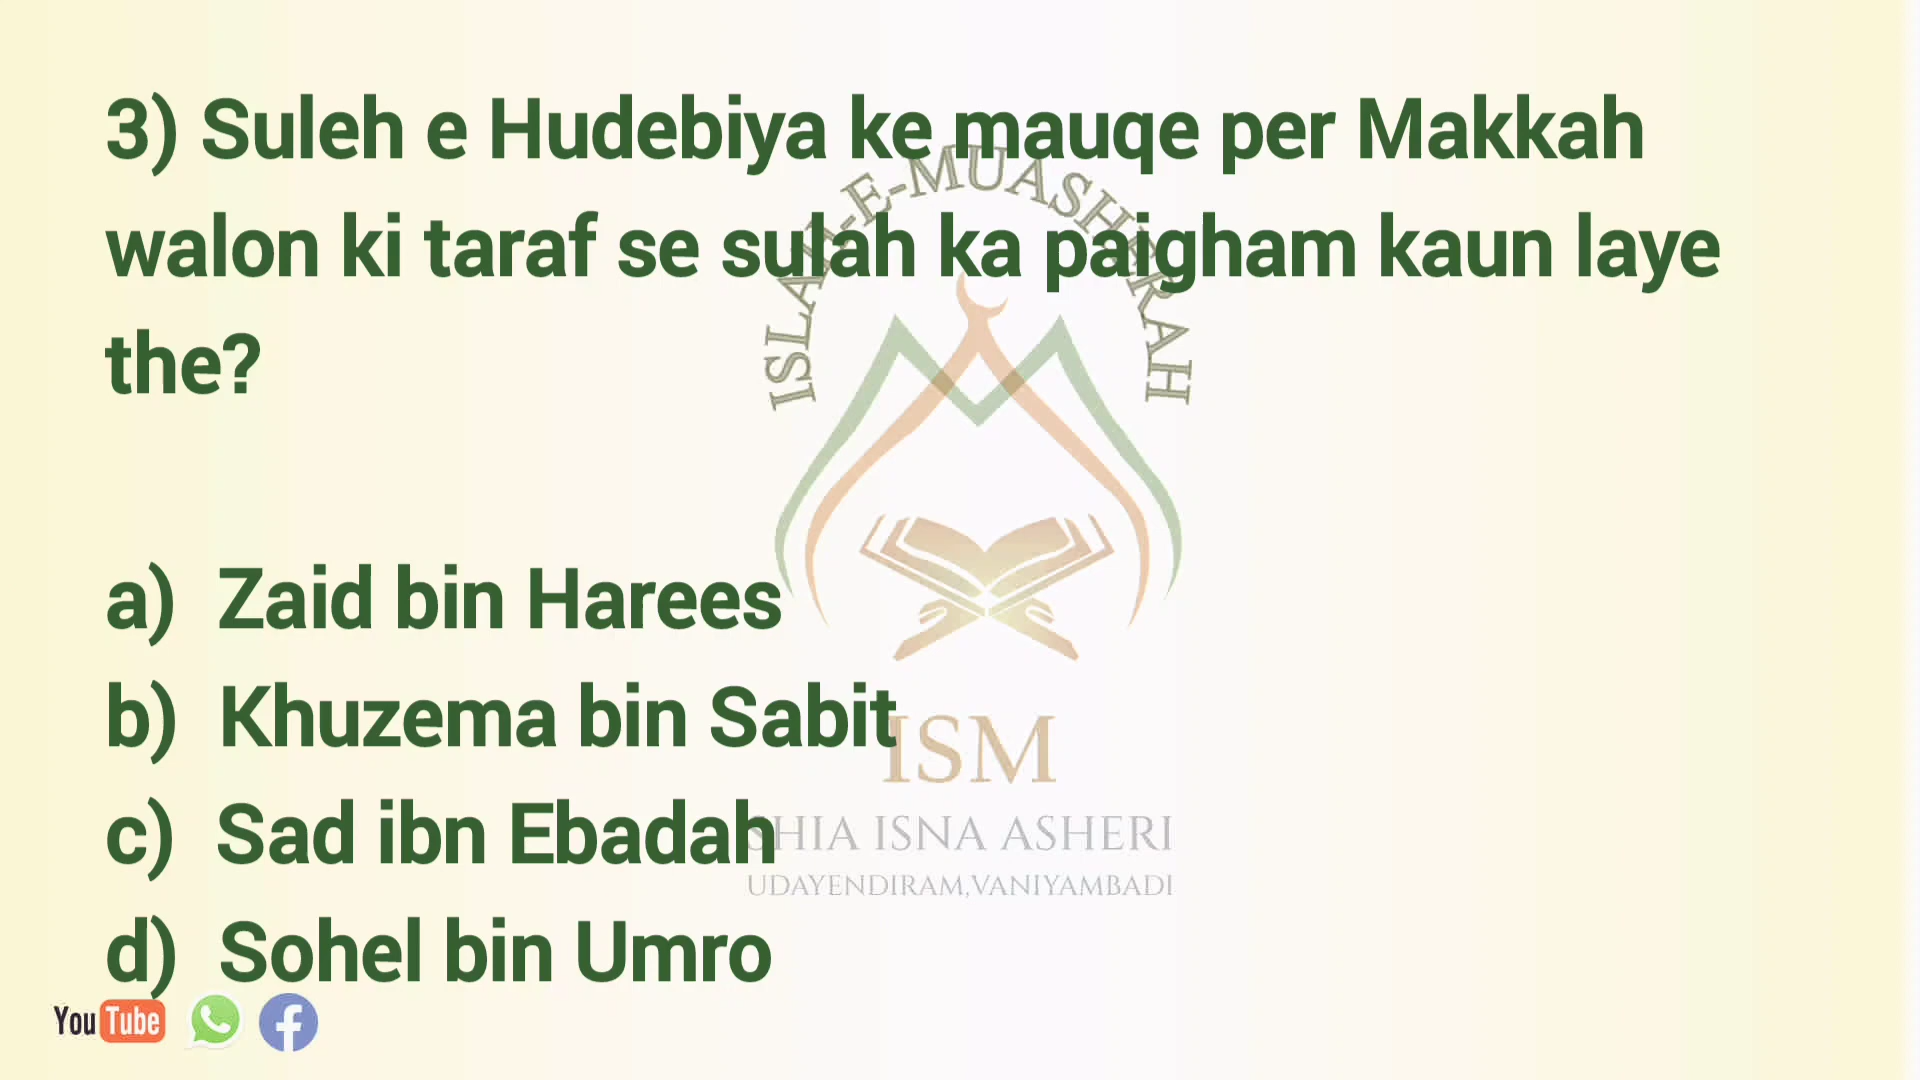 3) Suleh e Hudebiya ke mauqe per Makkah
walon ki taraf se sulah ka paigham kaun laye
the?
ISLAH-E-MUASHERAH
a) Zaid bin Harees
b) Khuzema bin Sabit
ISM
c) Sad ibn Ebadah
SHIA ISNA ASHERI
UDAYENDIRAM,VANIYAMBADI
d) Sohel bin Umro
YouTube